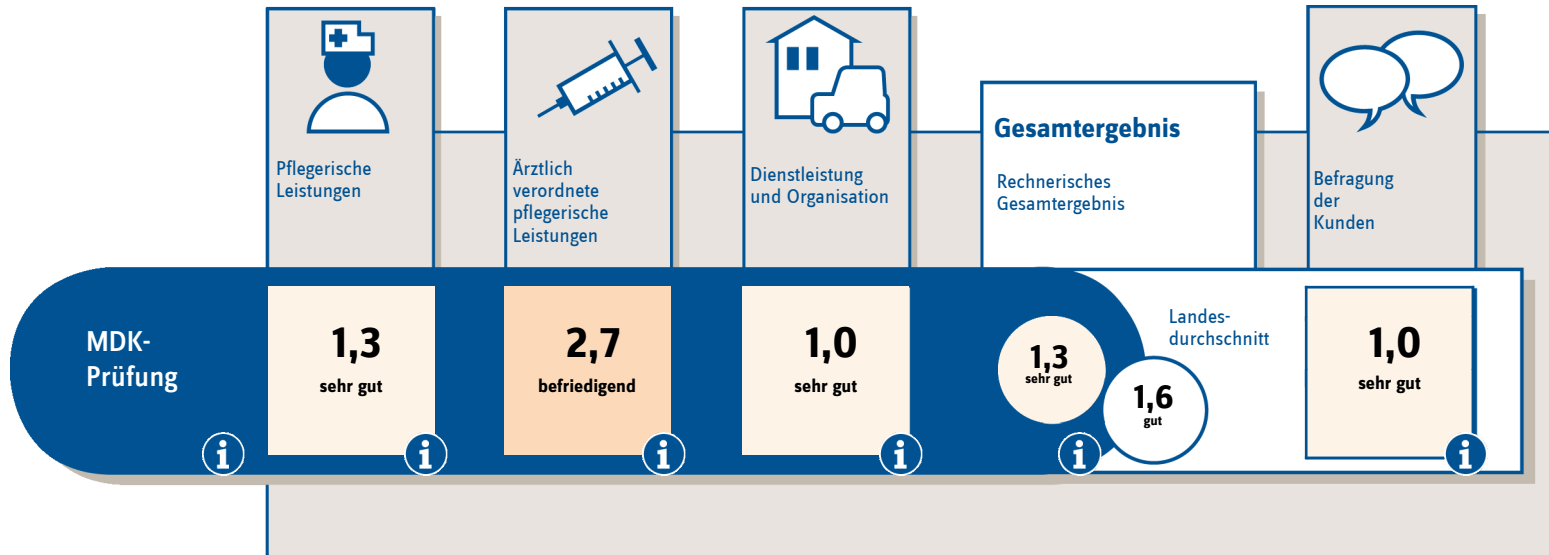 Pflegerische
Leistungen
Ärztlich
verordnete
pflegerische
Leistungen
Dienstleistung
und Organisation
Gesamtergebnis
Rechnerisches
Gesamtergebnis
Befragung
der
Kunden
MDK-
Prüfung
1,3
sehr gut
2,7
befriedigend
1,0
sehr gut
1,3
sehr gut
Landes-
durchschnitt
1,6
gut
1,0
sehr gut
i
i
i
i
i
i